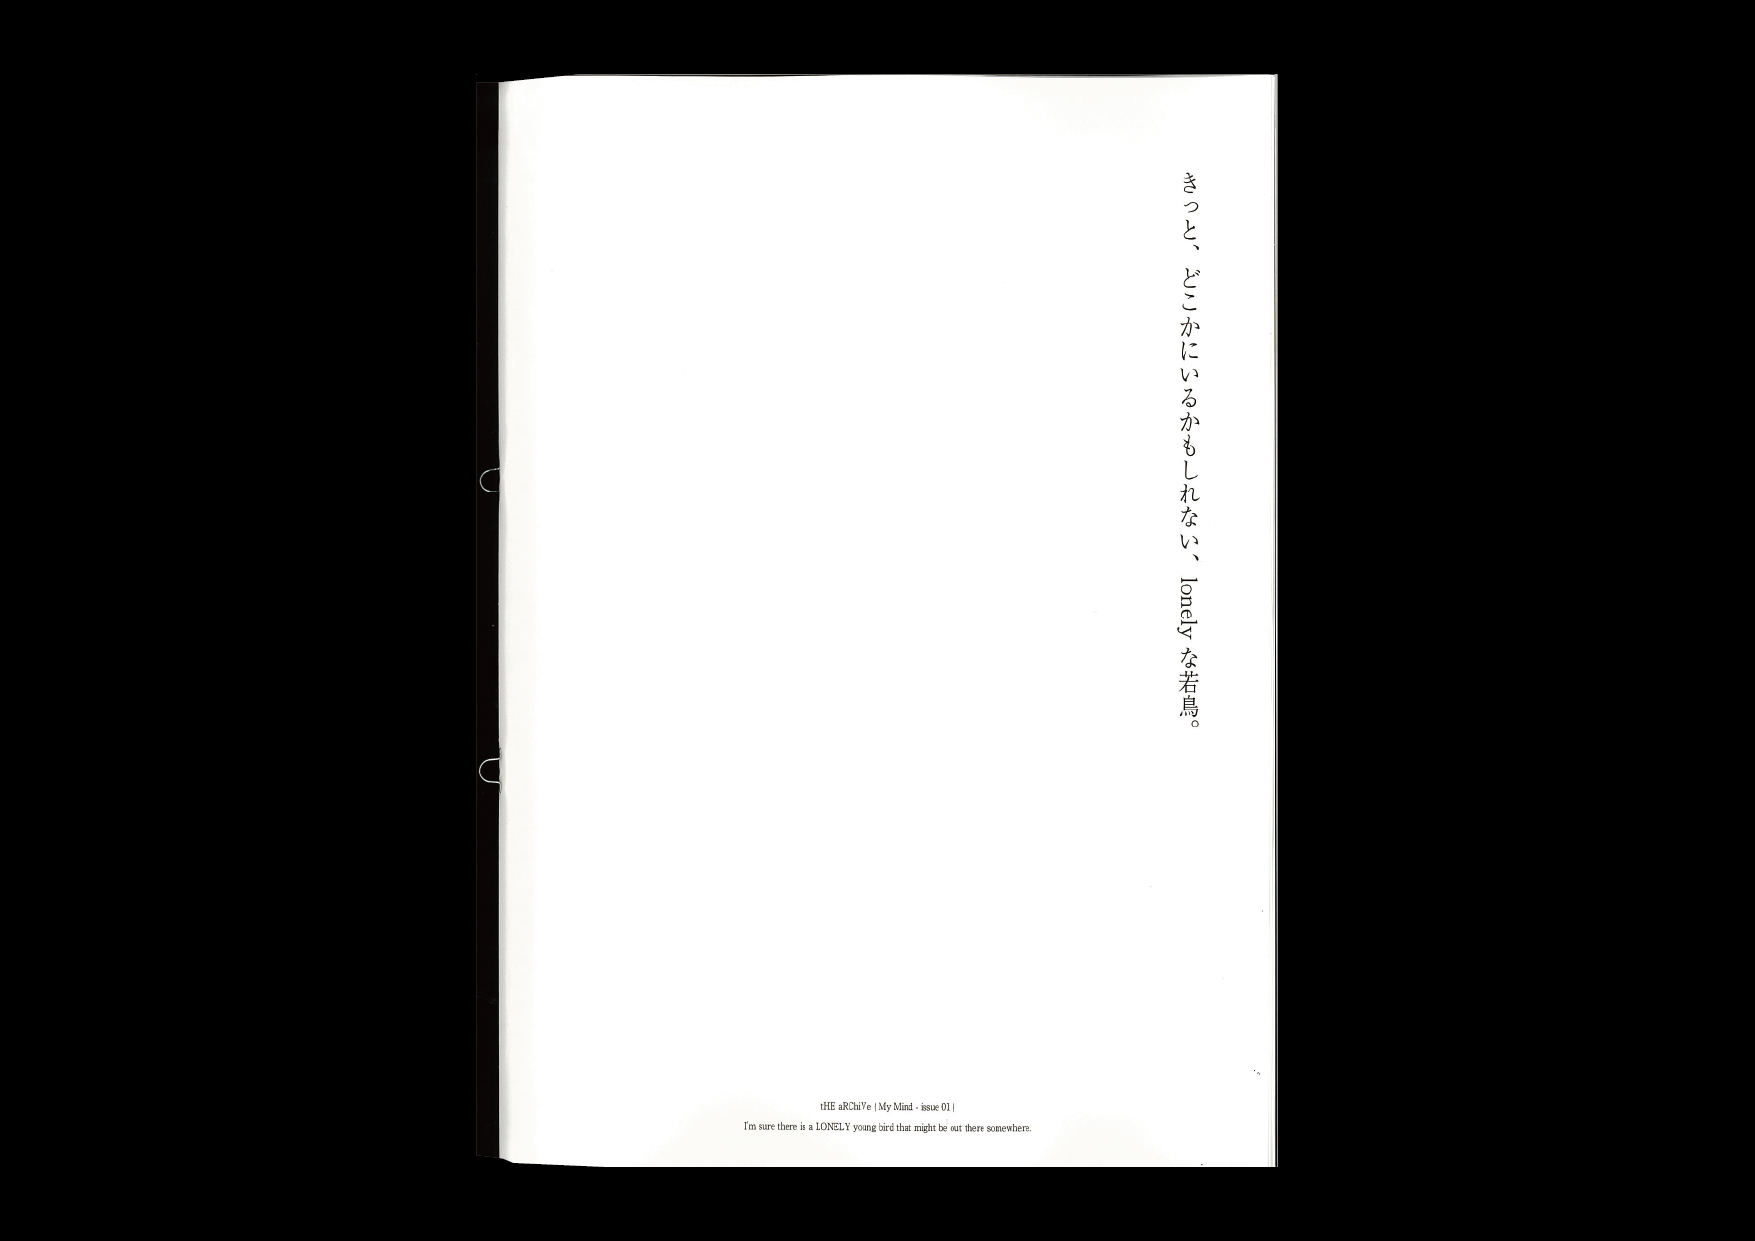 きっと、どこかにいるかもしれない、lonely な若鳥。
tHE aRChiVe | My Mind - issue 01 |
I'm sure there is a LONELY young bird that might be out there somewhere.